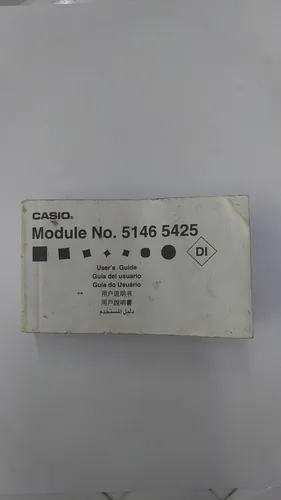 CASIO®
Module No. 5146 5425
DI
User's Guide
Guía del usuario
Guia do Usuário
用户说明书
用戶說明書
دليل المستخدم